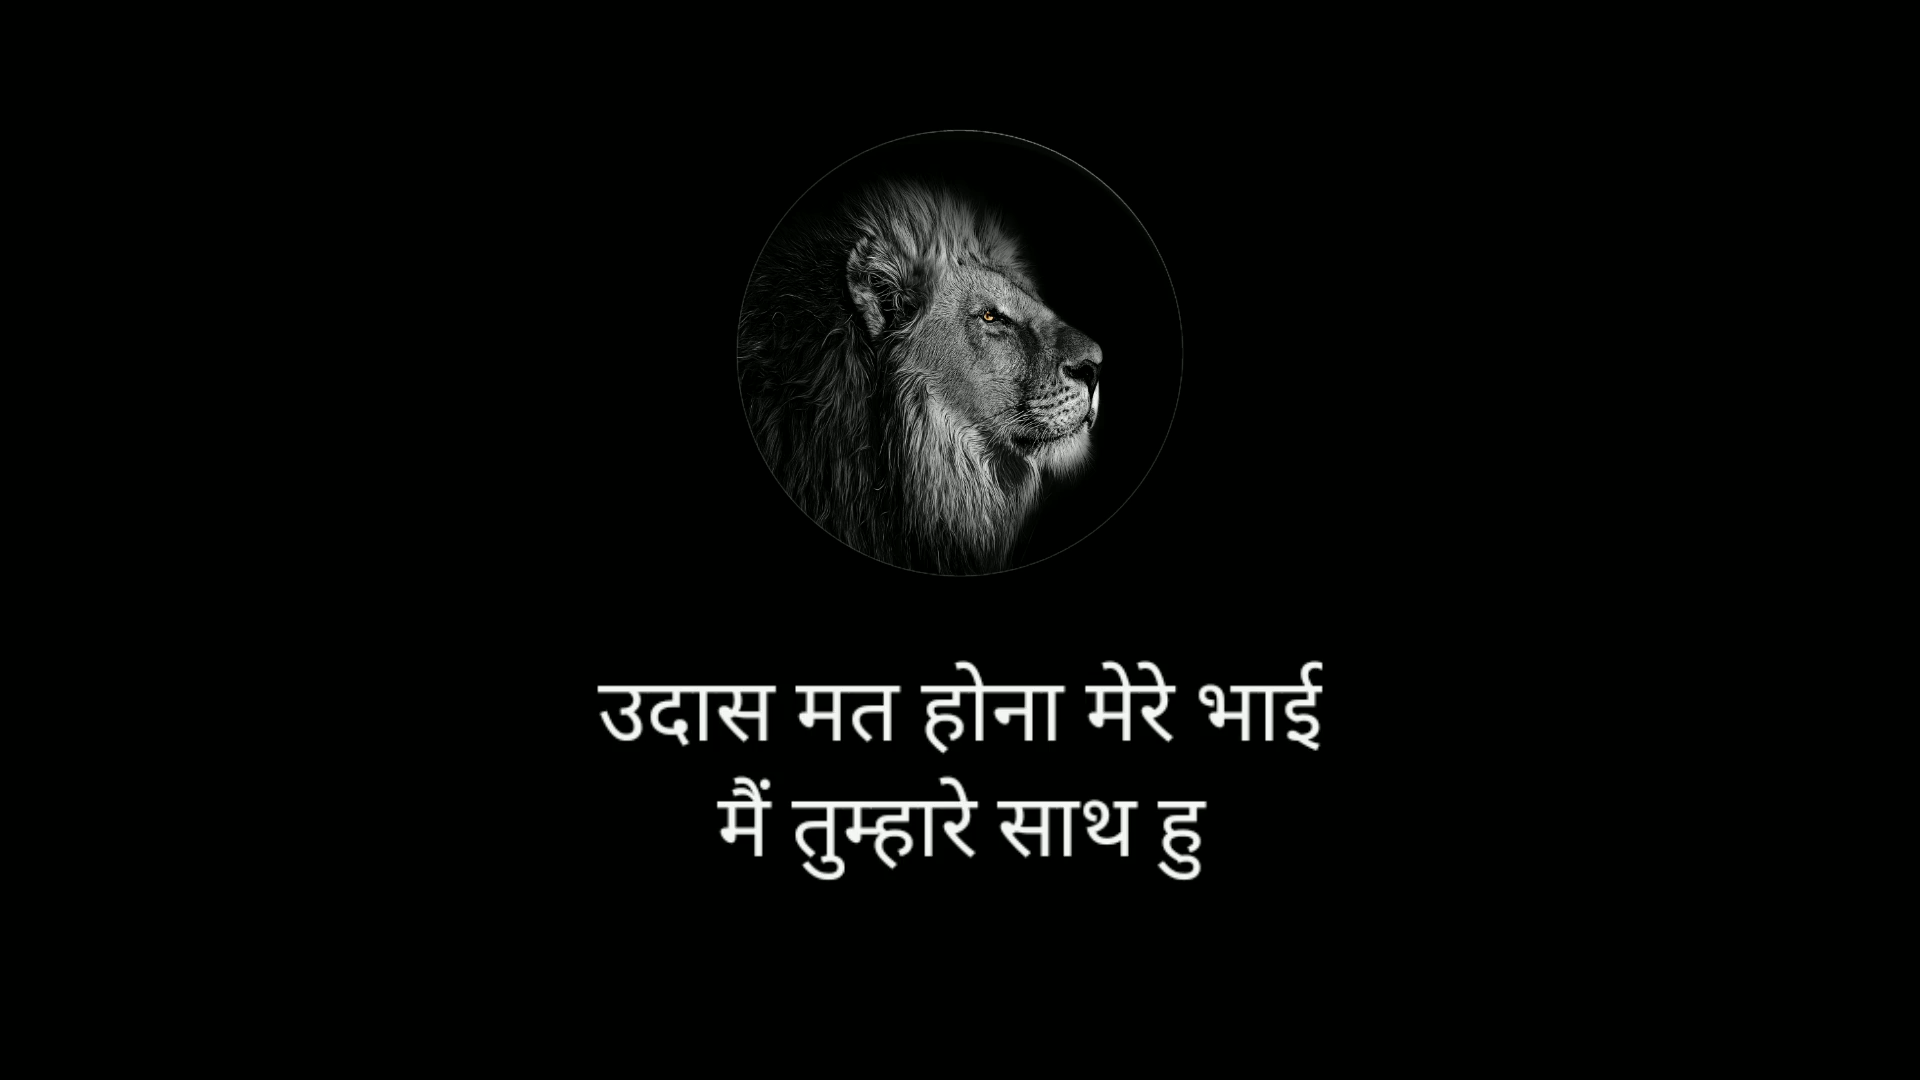 उदास मत होना मेरे भाई
मैं तुम्हारे साथ हु